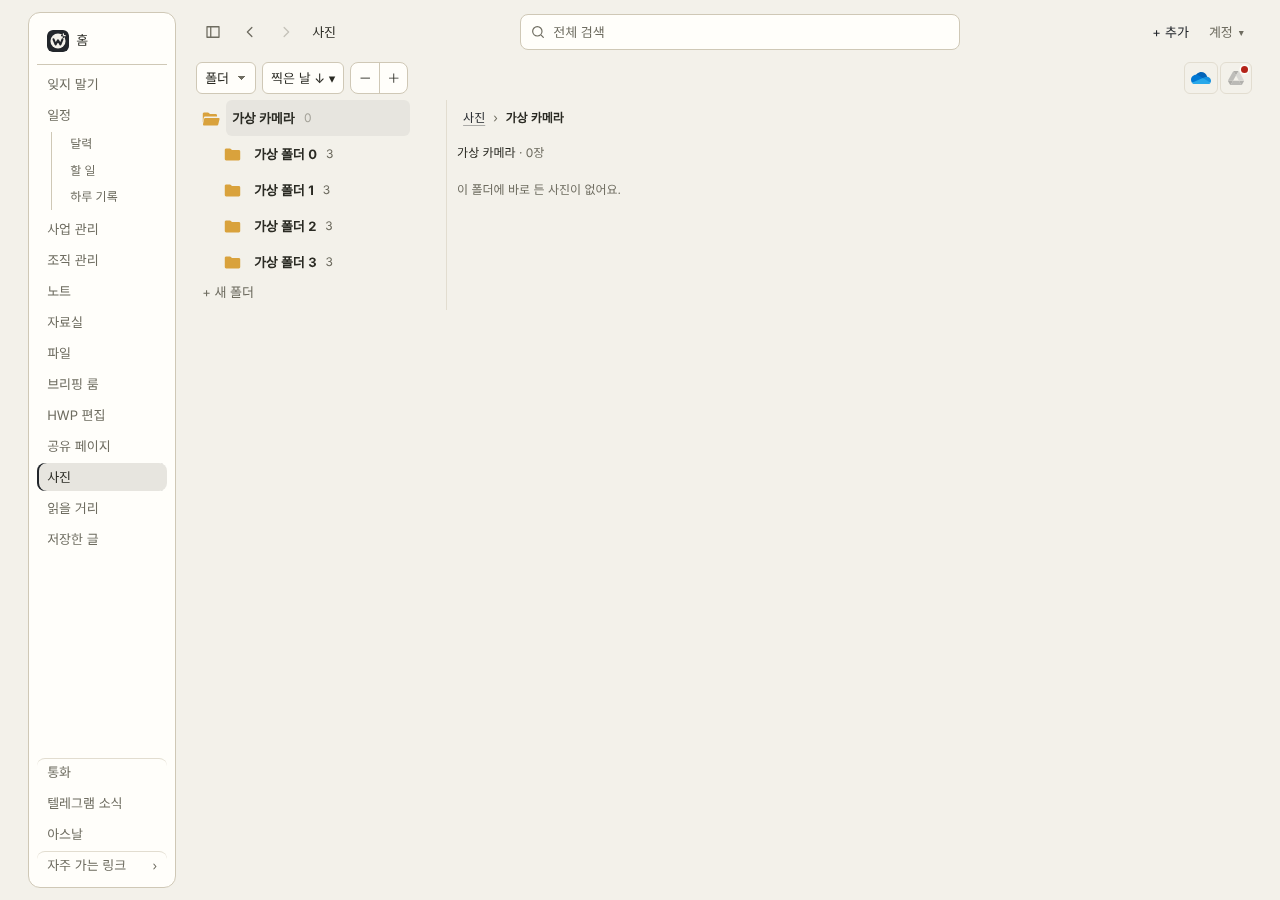 홈
잊지 말기
일정
달력
할 일
하루 기록
사업 관리
조직 관리
노트
자료실
파일
브리핑 룸
HWP 편집
공유 페이지
사진
읽을 거리
저장한 글
통화
텔레그램 소식
아스날
자주 가는 링크 ›
사진
전체 검색
+ 추가
계정 ▾
폴더
찍은 날 ↓ ▾
− +
가상 카메라 0
가상 폴더 0 3
가상 폴더 1 3
가상 폴더 2 3
가상 폴더 3 3
+ 새 폴더
사진 › 가상 카메라
가상 카메라 · 0장
이 폴더에 바로 든 사진이 없어요.